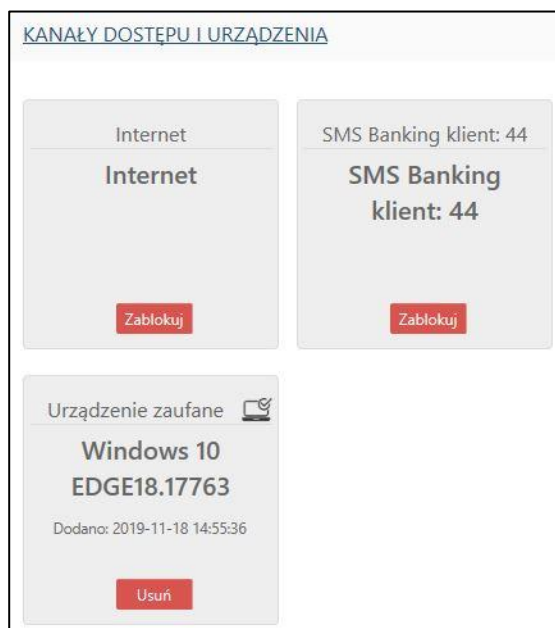 KANAŁY DOSTĘPU I URZĄDZENIA
Internet
Internet
Zablokuj
SMS Banking klient: 44
SMS Banking
klient: 44
Zablokuj
Urządzenie zaufane
Windows 10
EDGE18.17763
Dodano: 2019-11-18 14:55:36
Usuń